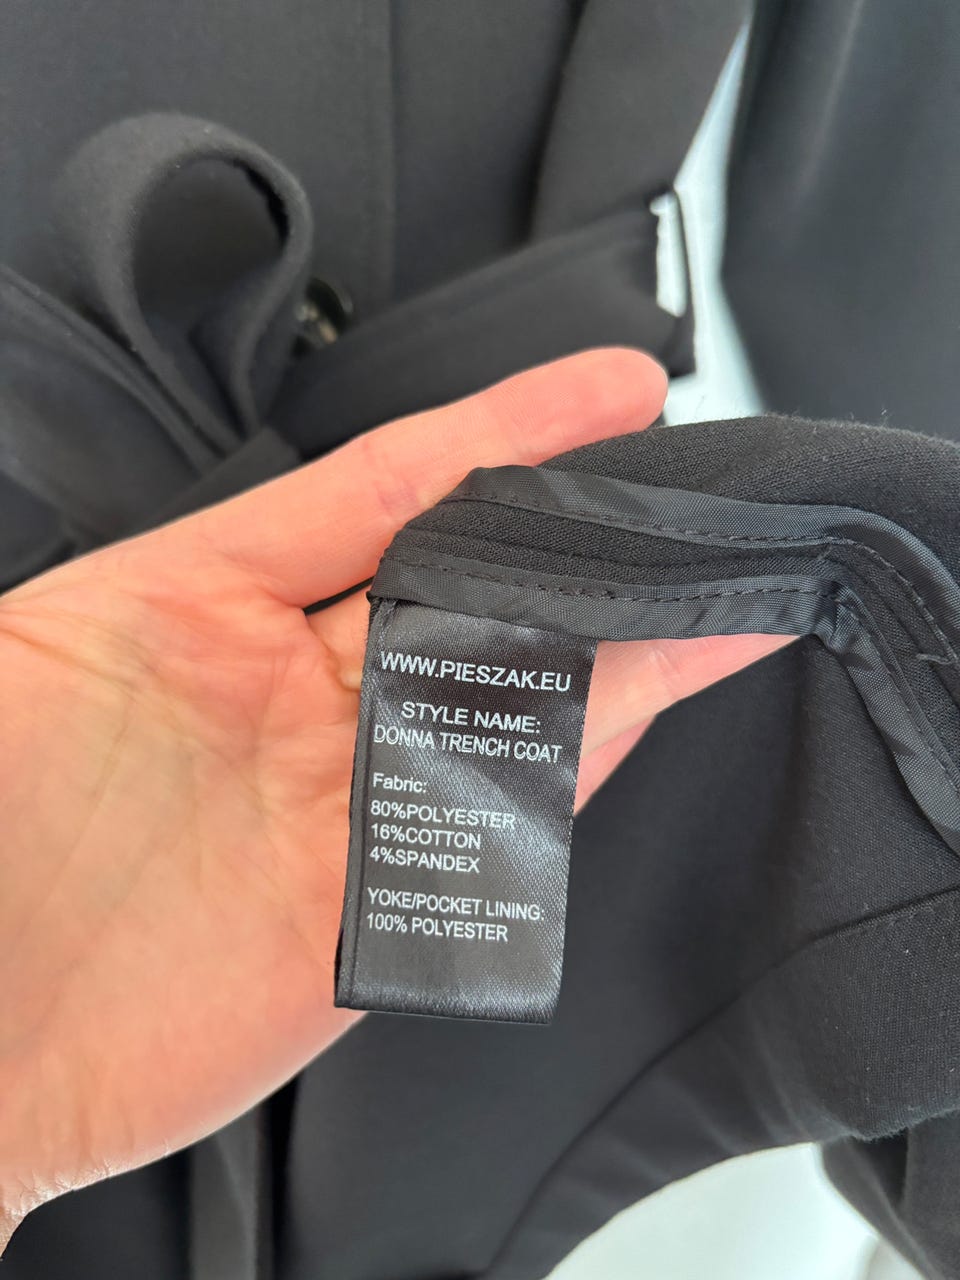 WWW.PIESZAK.EU
STYLE NAME:
DONNA TRENCH COAT
Fabric:
80%POLYESTER
16%COTTON
4%SPANDEX
YOKE/POCKET LINING:
100% POLYESTER